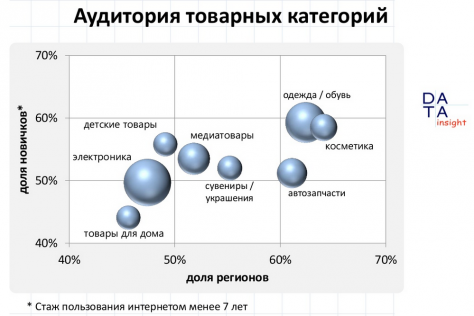 Аудитория товарных категорий
70%
60%
50%
40%
доля новичков*
одежда / обувь
детские товары
медиатовары
косметика
электроника
сувениры /
украшения
автозапчасти
товары для дома
40%
50%
60%
70%
доля регионов
* Стаж пользования интернетом менее 7 лет
DA
TA
insight